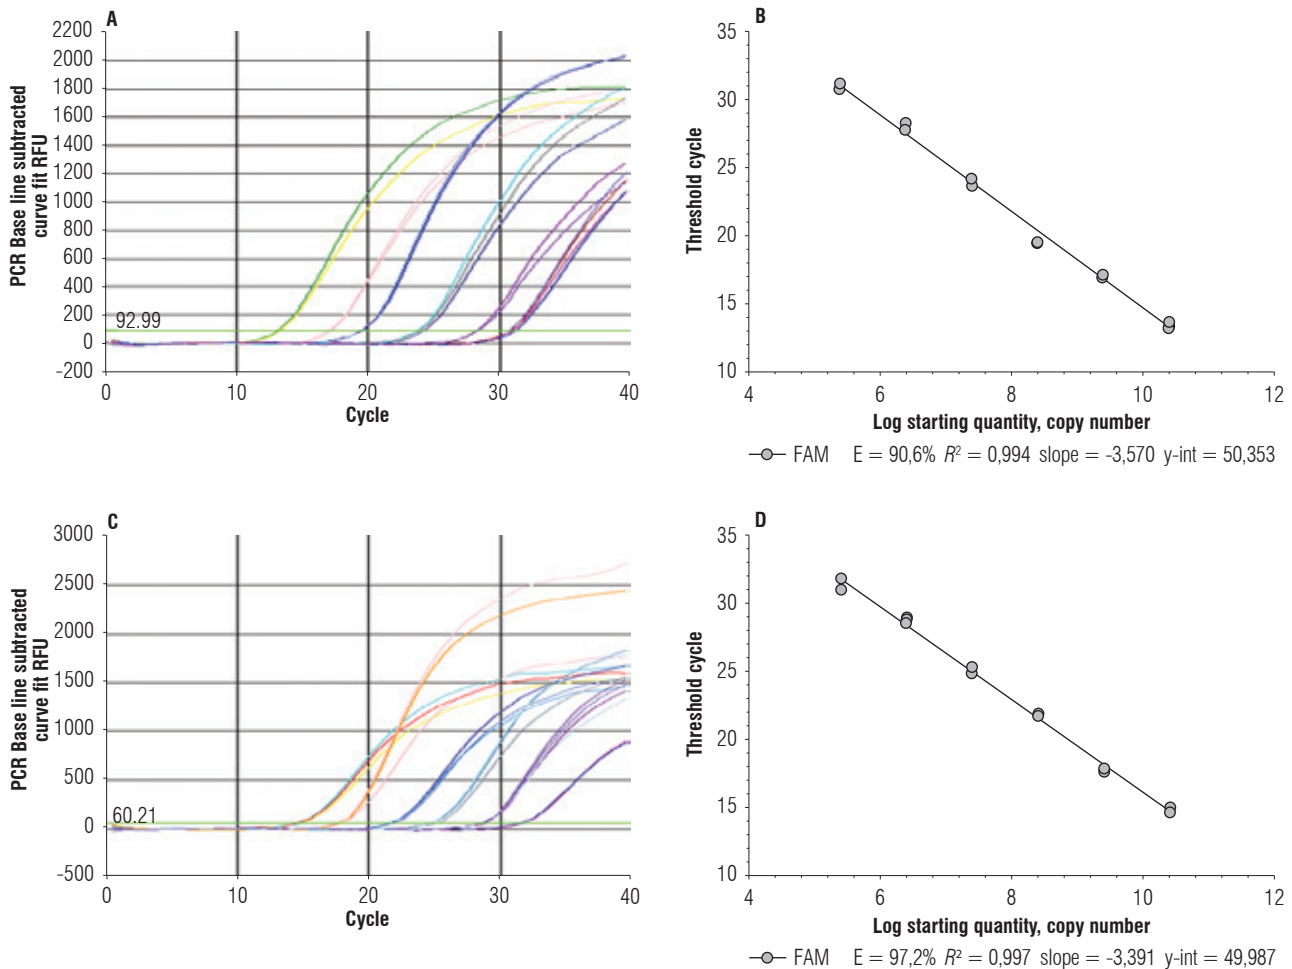 A
PCR Base line subtracted
curve fit RFU
2200
2000
1800
1600
1400
1200
1000
800
600
400
200
0
-200
92.99
0 10 20 30 40
Cycle
B
Threshold cycle
35
30
25
20
15
10
4 6 8 10 12
Log starting quantity, copy number
FAM E = 90,6% R² = 0,994 slope = -3,570 y-int = 50,353
C
PCR Base line subtracted
curve fit RFU
3000
2500
2000
1500
1000
500
0
-500
60.21
0 10 20 30 40
Cycle
D
Threshold cycle
35
30
25
20
15
10
4 6 8 10 12
Log starting quantity, copy number
FAM E = 97,2% R² = 0,997 slope = -3,391 y-int = 49,987